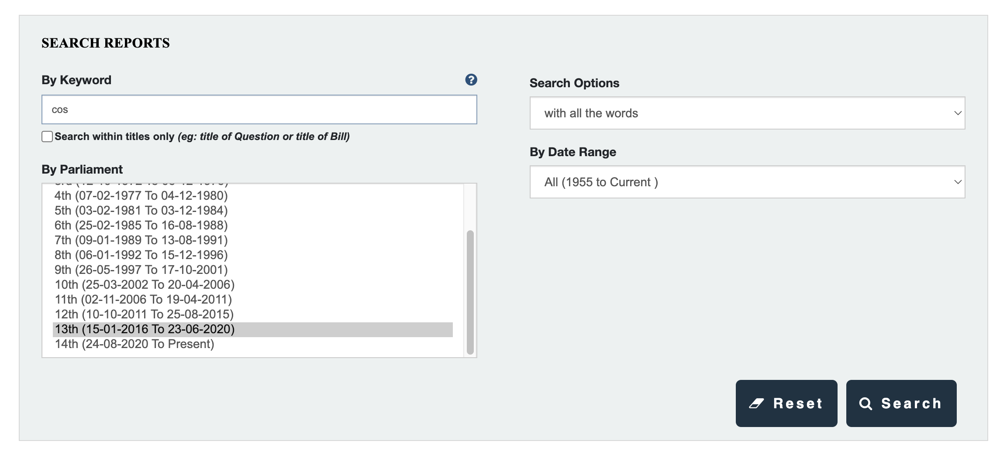 SEARCH REPORTS
By Keyword
cos
Search within titles only (eg: title of Question or title of Bill)
By Parliament
4th (07-02-1977 To 04-12-1980)
5th (03-02-1981 To 03-12-1984)
6th (25-02-1985 To 16-08-1988)
7th (09-01-1989 To 13-08-1991)
8th (06-01-1992 To 15-12-1996)
9th (26-05-1997 To 17-10-2001)
10th (25-03-2002 To 20-04-2006)
11th (02-11-2006 To 19-04-2011)
12th (10-10-2011 To 25-08-2015)
13th (15-01-2016 To 23-06-2020)
14th (24-08-2020 To Present)
Search Options
with all the words
By Date Range
All (1955 to Current )
Reset
Search